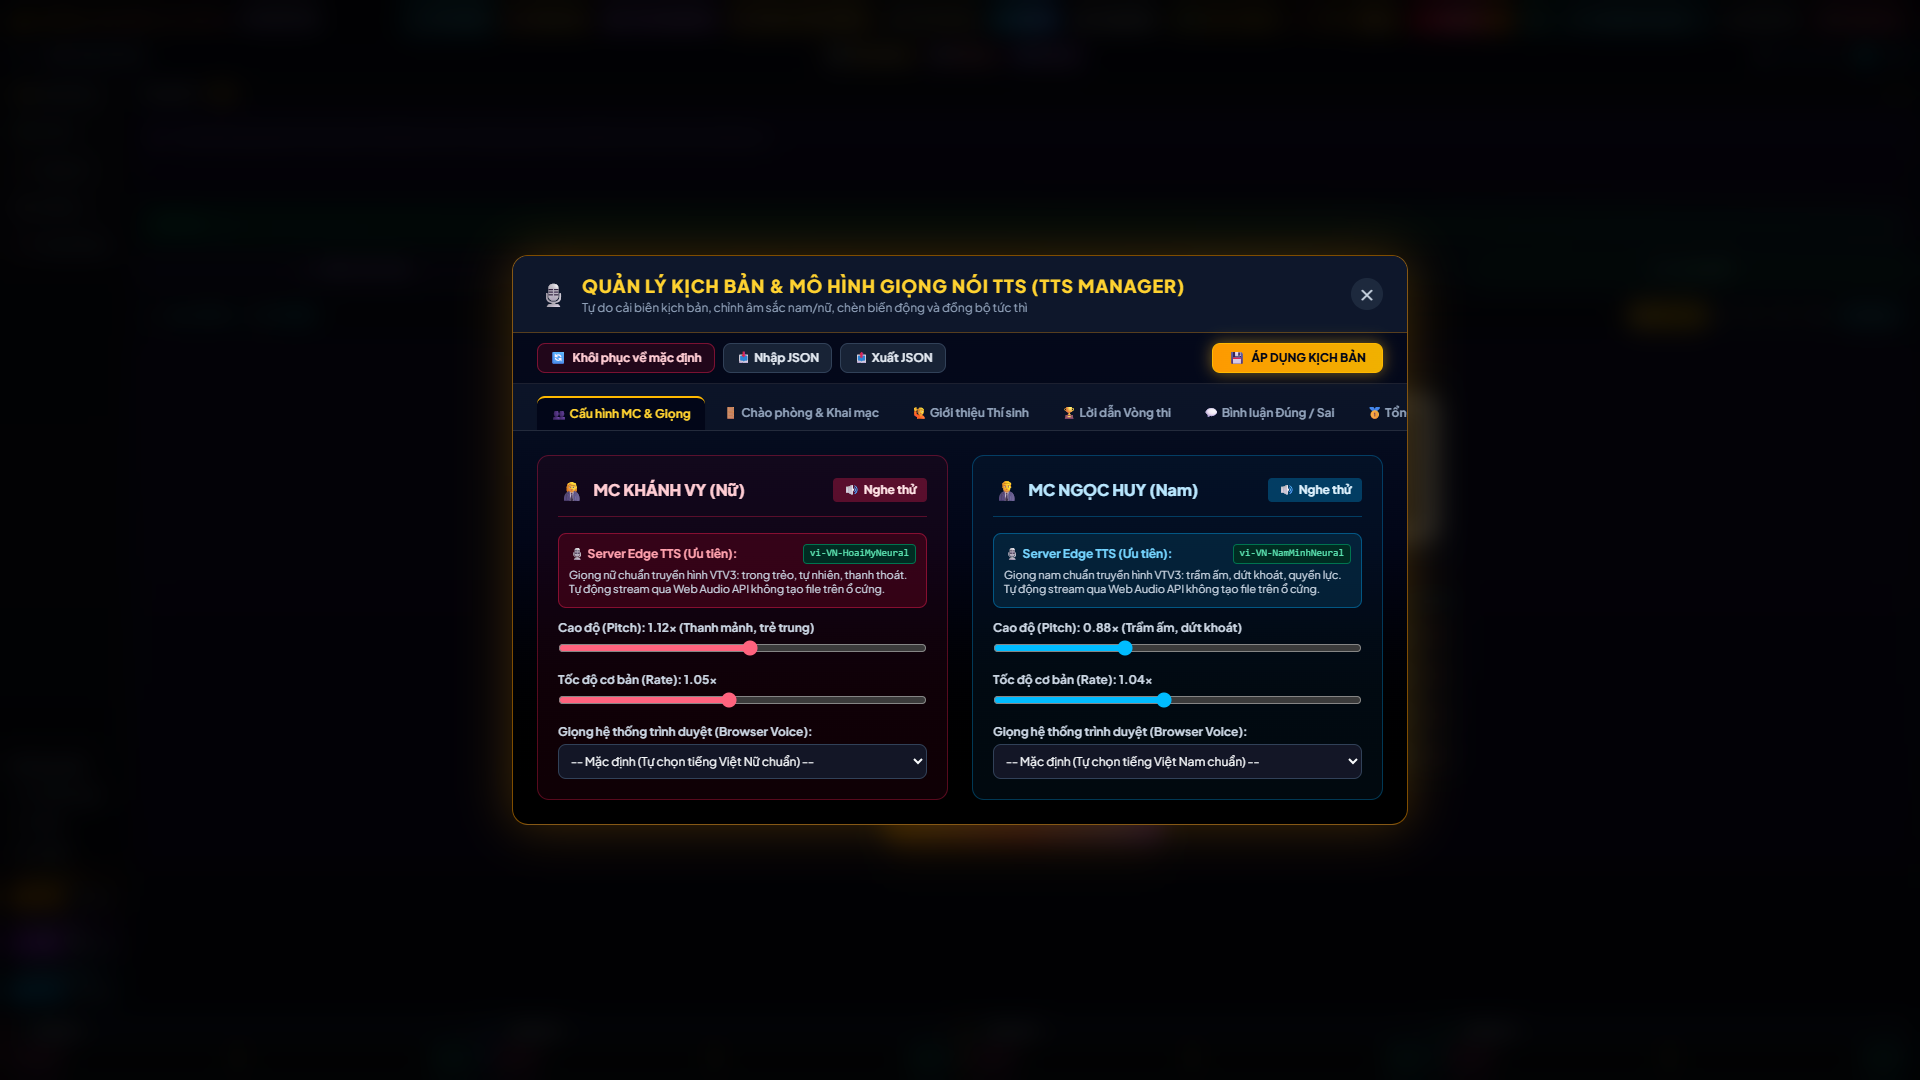 QUẢN LÝ KỊCH BẢN & MÔ HÌNH GIỌNG NÓI TTS (TTS MANAGER)
Tự do cải biên kịch bản, chỉnh âm sắc nam/nữ, chèn biến động và đồng bộ tức thì
Khôi phục về mặc định
Nhập JSON
Xuất JSON
ÁP DỤNG KỊCH BẢN
Cấu hình MC & Giọng
Chào phòng & Khai mạc
Giới thiệu Thí sinh
Lời dẫn Vòng thi
Bình luận Đúng / Sai
MC KHÁNH VY (Nữ)
Nghe thử
Server Edge TTS (Ưu tiên):
vi-VN-HoaiMyNeural
Giọng nữ chuẩn truyền hình VTV3: trong trẻo, tự nhiên, thanh thoát.
Tự động stream qua Web Audio API không tạo file trên ổ cứng.
Cao độ (Pitch): 1.12x (Thanh mảnh, trẻ trung)
Tốc độ cơ bản (Rate): 1.05x
Giọng hệ thống trình duyệt (Browser Voice):
-- Mặc định (Tự chọn tiếng Việt Nữ chuẩn) --
MC NGỌC HUY (Nam)
Nghe thử
Server Edge TTS (Ưu tiên):
vi-VN-NamMinhNeural
Giọng nam chuẩn truyền hình VTV3: trầm ấm, dứt khoát, quyền lực.
Tự động stream qua Web Audio API không tạo file trên ổ cứng.
Cao độ (Pitch): 0.88x (Trầm ấm, dứt khoát)
Tốc độ cơ bản (Rate): 1.04x
Giọng hệ thống trình duyệt (Browser Voice):
-- Mặc định (Tự chọn tiếng Việt Nam chuẩn) --